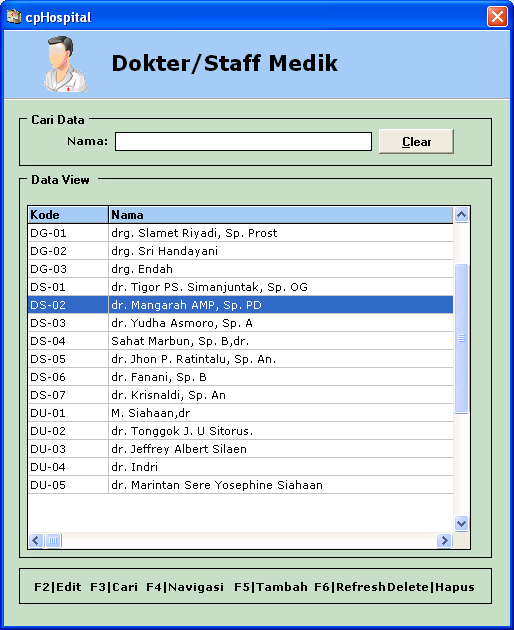 cpHospital
Dokter/Staff Medik
Cari Data
Nama: Clear
Data View
Kode Nama
DG-01 drg. Slamet Riyadi, Sp. Prost
DG-02 drg. Sri Handayani
DG-03 drg. Endah
DS-01 dr. Tigor PS. Simanjuntak, Sp. OG
DS-02 dr. Mangarah AMP, Sp. PD
DS-03 dr. Yudha Asmoro, Sp. A
DS-04 Sahat Marbun, Sp. B,dr.
DS-05 dr. Jhon P. Ratintalu, Sp. An.
DS-06 dr. Fanani, Sp. B
DS-07 dr. Krisnaldi, Sp. An
DU-01 M. Siahaan,dr
DU-02 dr. Tonggok J. U Sitorus.
DU-03 dr. Jeffrey Albert Silaen
DU-04 dr. Indri
DU-05 dr. Marintan Sere Yosephine Siahaan
F2|Edit F3|Cari F4|Navigasi F5|Tambah F6|Refresh Delete|Hapus